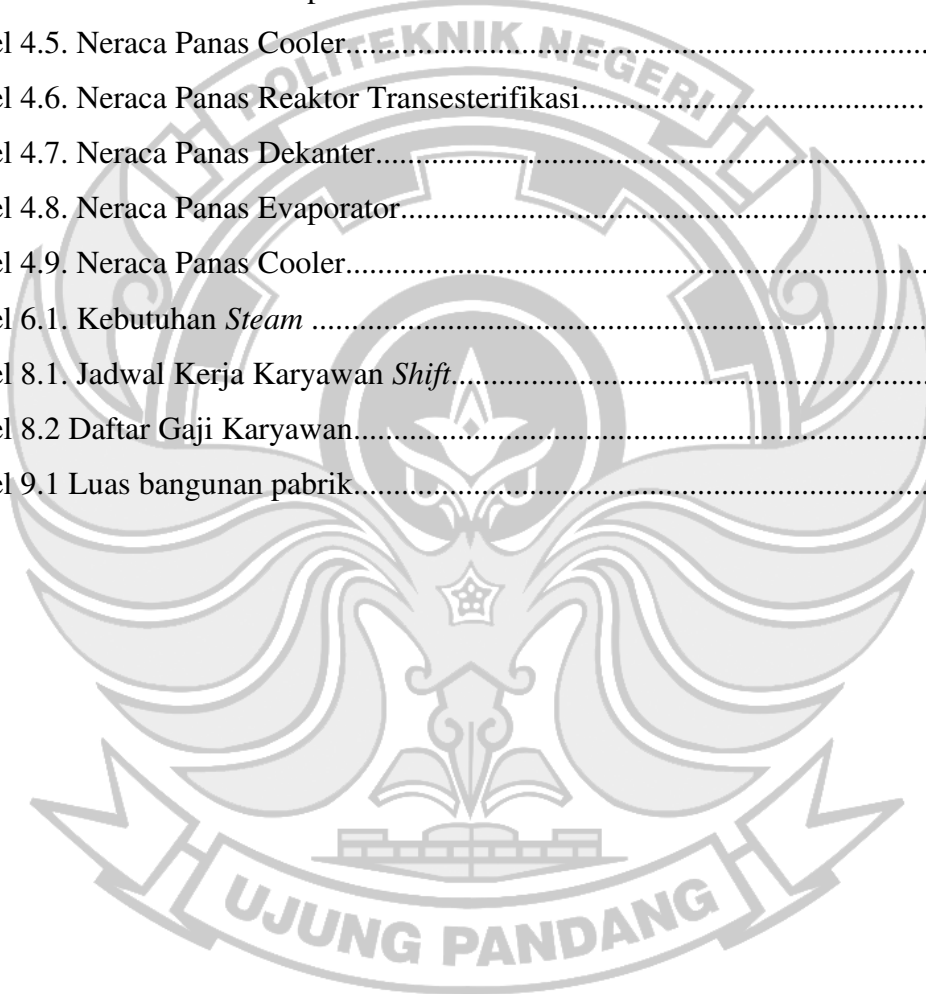 el 4.5. Neraca Panas Cooler
el 4.6. Neraca Panas Reaktor Transesterifikasi
el 4.7. Neraca Panas Dekanter
el 4.8. Neraca Panas Evaporator
el 4.9. Neraca Panas Cooler
el 6.1. Kebutuhan Steam
el 8.1. Jadwal Kerja Karyawan Shift
el 8.2 Daftar Gaji Karyawan
el 9.1 Luas bangunan pabrik
POLITEKNIK NEGERI
UJUNG PANDANG